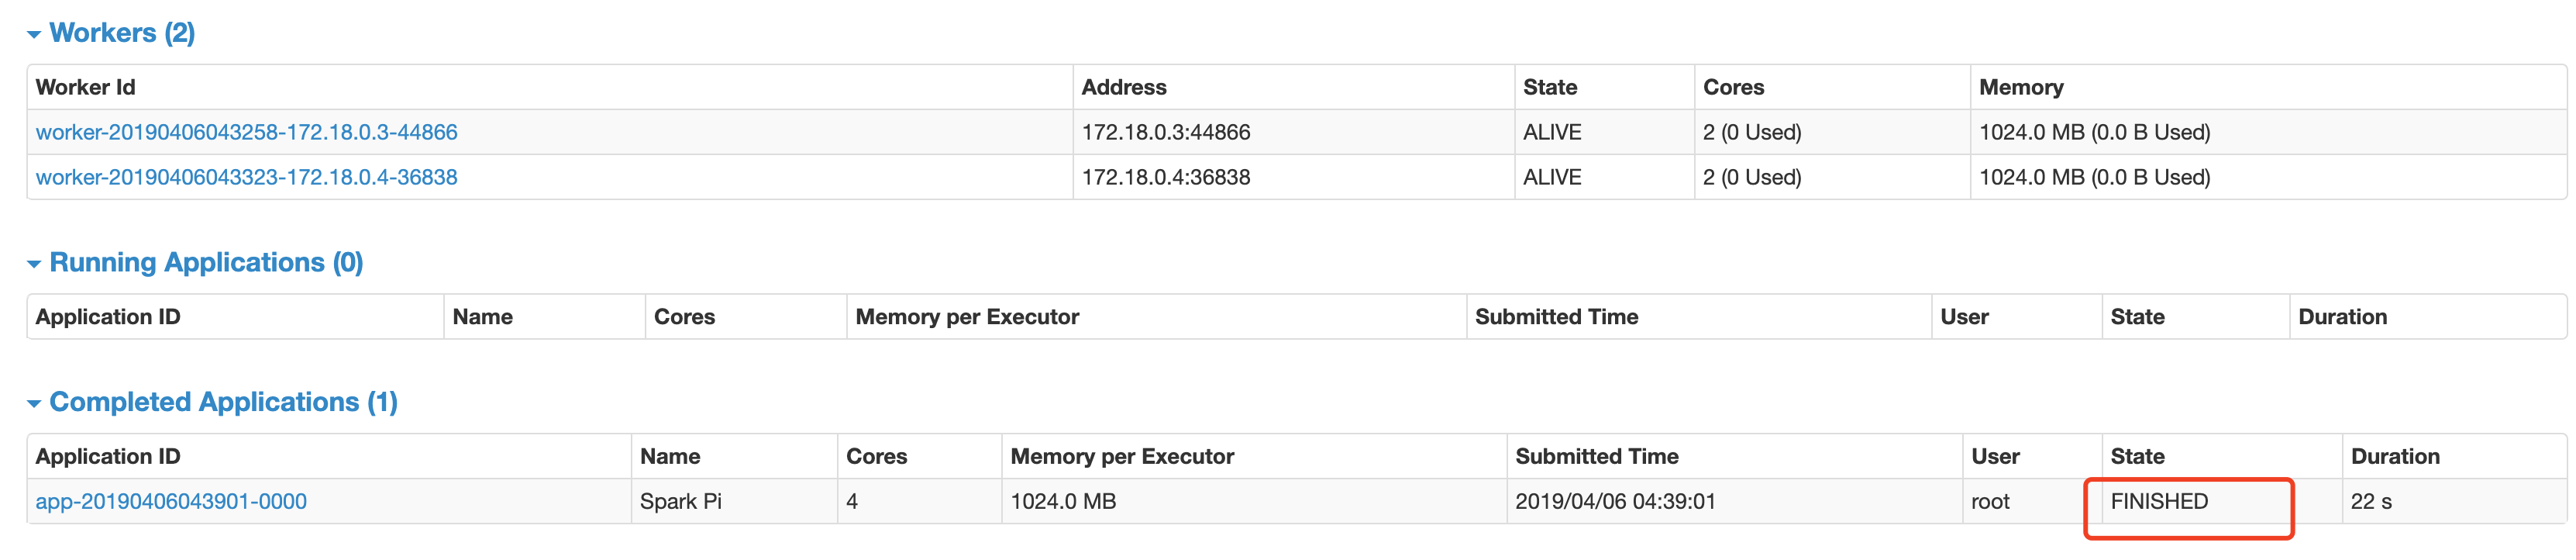 Workers (2)
Worker Id Address State Cores Memory
worker-20190406043258-172.18.0.3-44866 172.18.0.3:44866 ALIVE 2 (0 Used) 1024.0 MB (0.0 B Used)
worker-20190406043323-172.18.0.4-36838 172.18.0.4:36838 ALIVE 2 (0 Used) 1024.0 MB (0.0 B Used)
Running Applications (0)
Application ID Name Cores Memory per Executor Submitted Time User State Duration
Completed Applications (1)
Application ID Name Cores Memory per Executor Submitted Time User State Duration
app-20190406043901-0000 Spark Pi 4 1024.0 MB 2019/04/06 04:39:01 root FINISHED 22 s